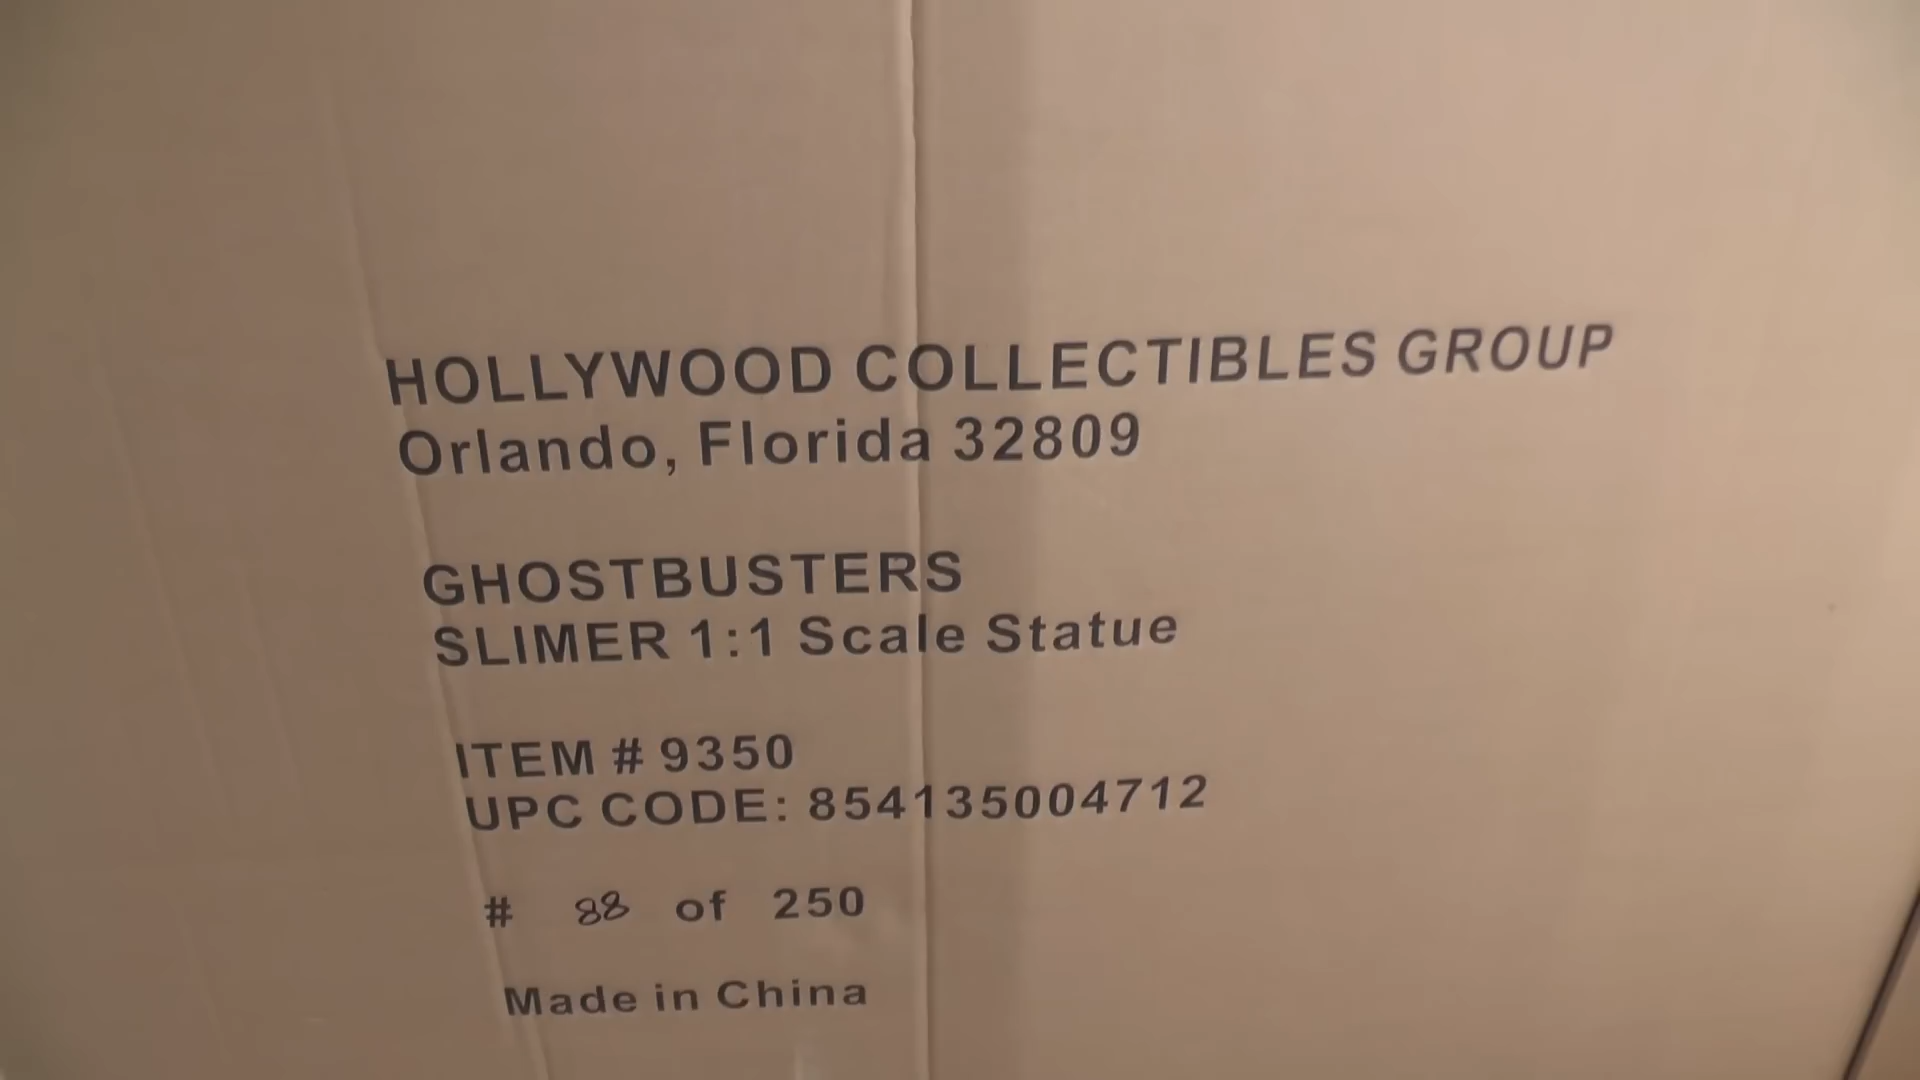 HOLLYWOOD COLLECTIBLES GROUP
Orlando, Florida 32809
GHOSTBUSTERS
SLIMER 1:1 Scale Statue
ITEM # 9350
UPC CODE: 854135004712
# 88 of 250
Made in China